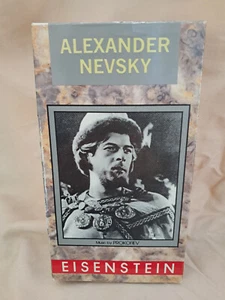 ALEXANDER
NEVSKY
Music by PROKOFIEV
EISENSTEIN